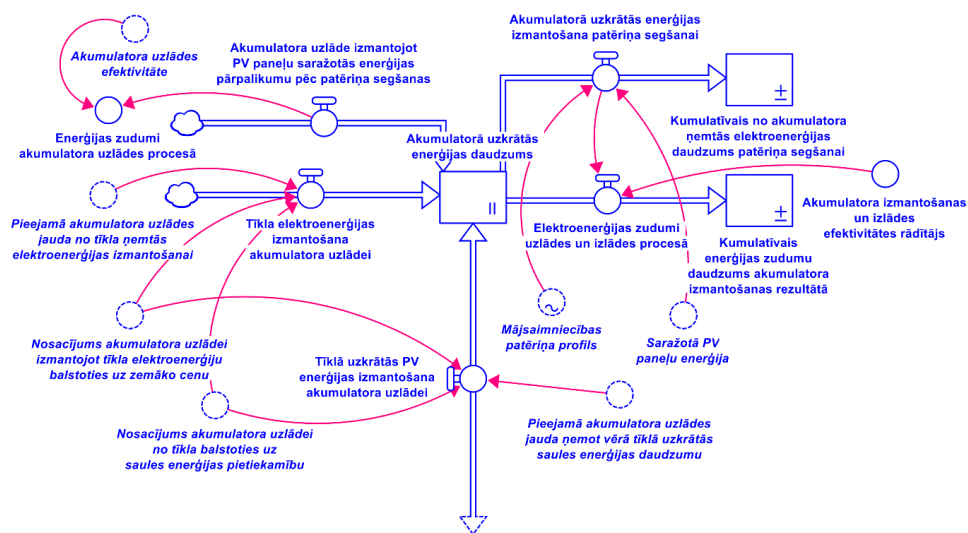 Akumulatora uzlādes
efektivitāte
Akumulatora uzlāde izmantojot
PV paneļu saražotās enerģijas
pārpalikumu pēc patēriņa segšanas
Akumulatorā uzkrātās enerģijas
izmantošana patēriņa segšanai
Enerģijas zudumi
akumulatora uzlādes procesā
Akumulatorā uzkrātās
enerģijas daudzums
Kumulatīvais no akumulatora
ņemtās elektroenerģijas
daudzums patēriņa segšanai
Pieejamā akumulatora uzlādes
jauda no tīkla ņemtās
elektroenerģijas izmantošanai
Tīkla elektroenerģijas
izmantošana
akumulatora uzlādei
Elektroenerģijas zudumi
uzlādes un izlādes procesā
Kumulatīvais
enerģijas zudumu
daudzums akumulatora
izmantošanas rezultātā
Akumulatora izmantošanas
un izlādes
efektivitātes rādītājs
Nosacījums akumulatora uzlādei
izmantojot tīkla elektroenerģiju
balstoties uz zemāko cenu
Tīklā uzkrātās PV
enerģijas izmantošana
akumulatora uzlādei
Mājsaimniecības
patēriņa profils
Saražotā PV
paneļu enerģija
Nosacījums akumulatora uzlādei
no tīkla balstoties uz
saules enerģijas pietiekamību
Pieejamā akumulatora uzlādes
jauda ņemot vērā tīklā uzkrātās
saules enerģijas daudzumu